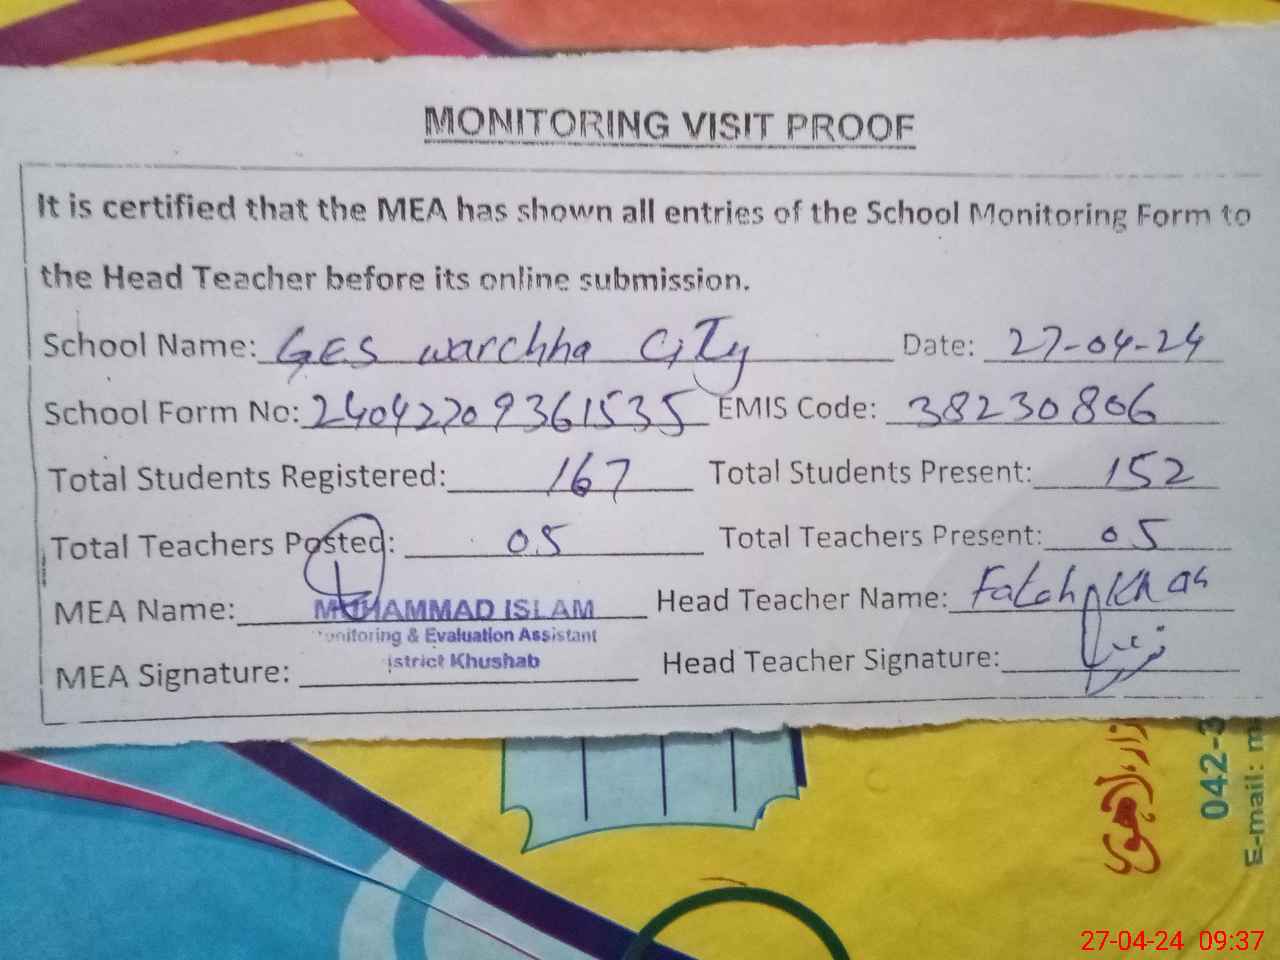 MONITORING VISIT PROOF
It is certified that the MEA has shown all entries of the School Monitoring Form to
the Head Teacher before its online submission.
School Name: GES warchha CiTy Date: 27-04-24
School Form No: 240427209361535 EMIS Code: 38230806
Total Students Registered: 167 Total Students Present: 152
Total Teachers Posted: 05 Total Teachers Present: 05
MEA Name: MUHAMMAD ISLAM Head Teacher Name: Fateh Khan
onitoring & Evaluation Assistant
istrict Khushab
MEA Signature: Head Teacher Signature:
042-3
E-mail: m
27-04-24 09:37